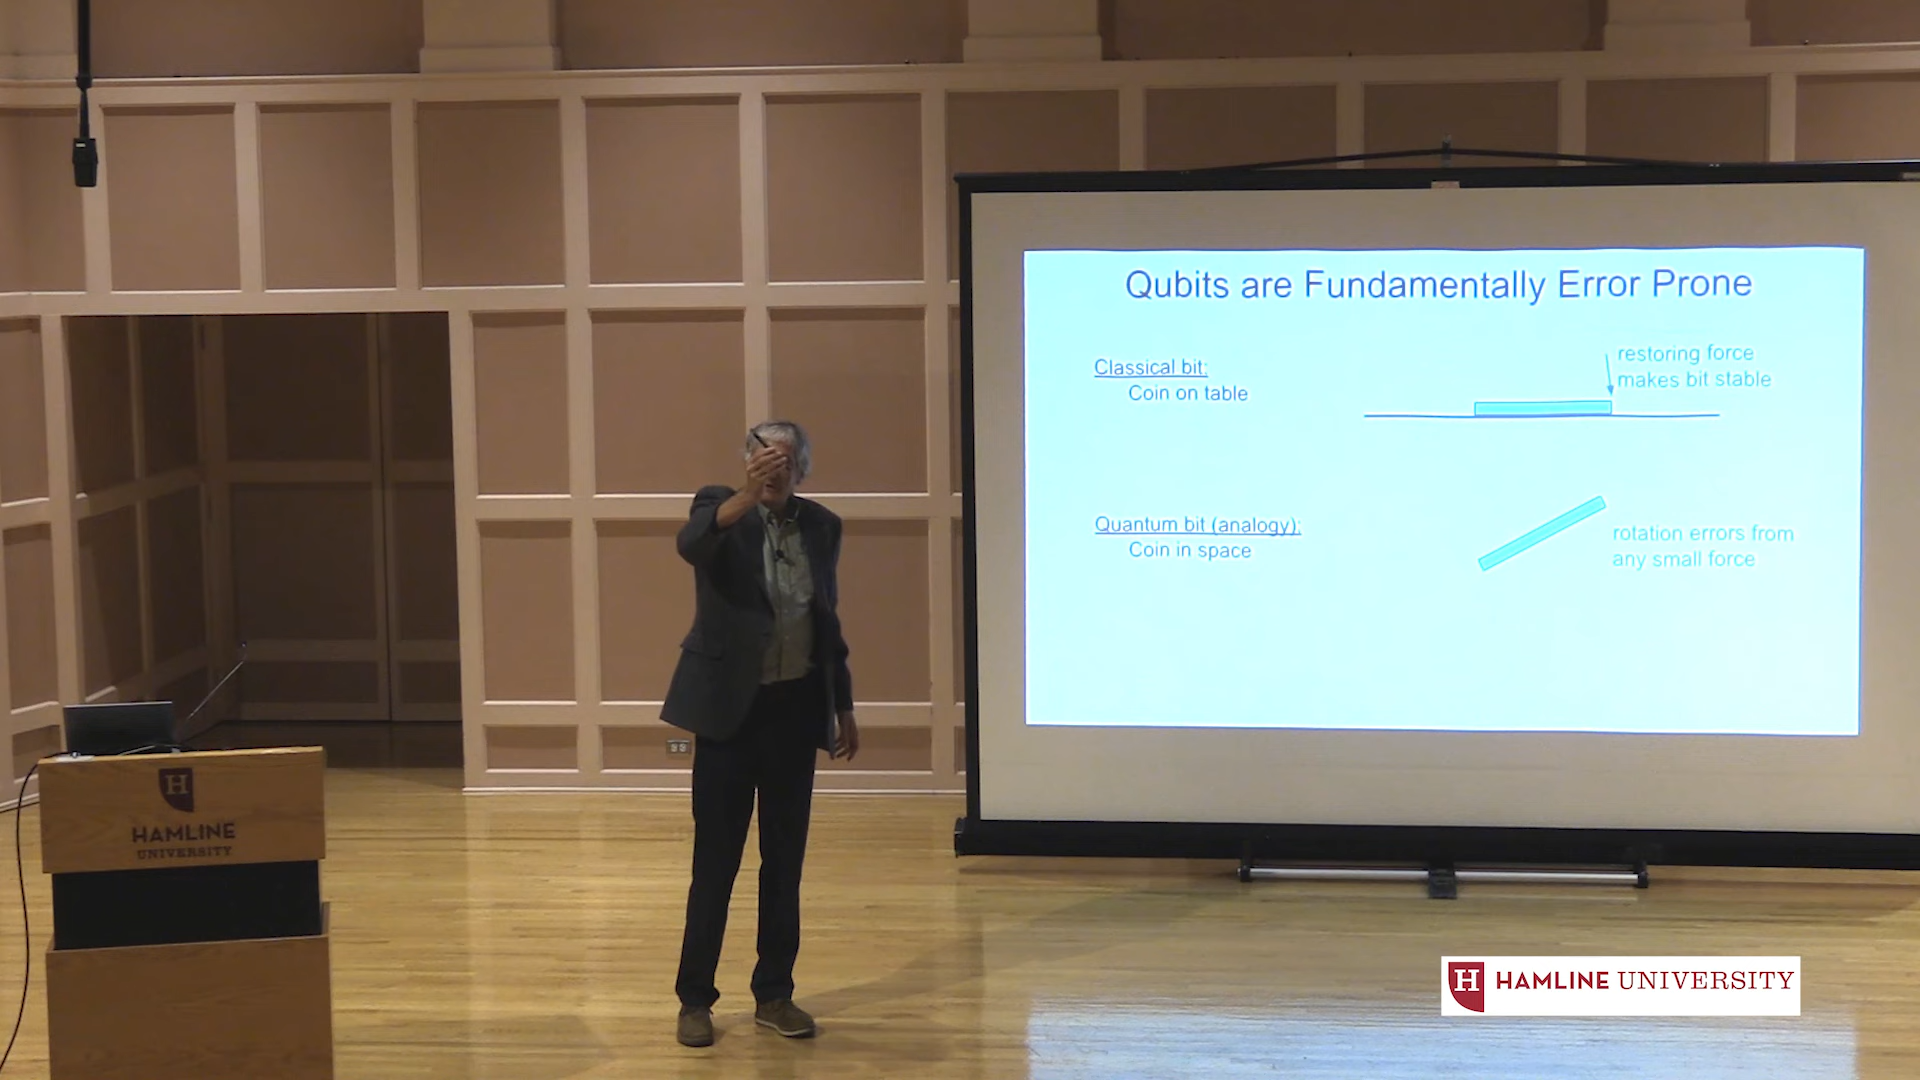 Qubits are Fundamentally Error Prone
Classical bit:
Coin on table
restoring force
makes bit stable
Quantum bit (analogy):
Coin in space
rotation errors from
any small force
H
HAMLINE
UNIVERSITY
H HAMLINE UNIVERSITY